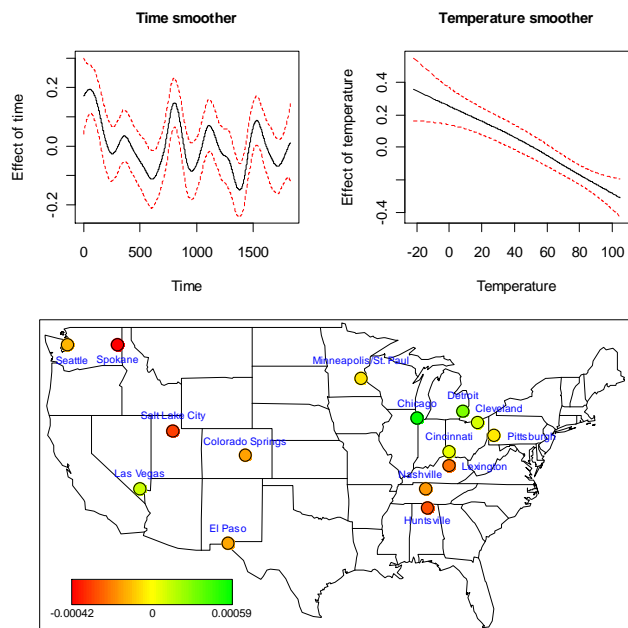 Time smoother
Temperature smoother
Effect of time
-0.2
0.0
0.2
0
500
1000
1500
Time
Effect of temperature
-0.4
0.0
0.4
-20
0
20
40
60
80
100
Temperature
Seattle
Spokane
Minneapolis/St. Paul
Chicago
Detroit
Cleveland
Salt Lake City
Colorado Springs
Cincinnati
Pittsburgh
Las Vegas
Nashville
Lexington
Huntsville
El Paso
-0.00042
0
0.00059